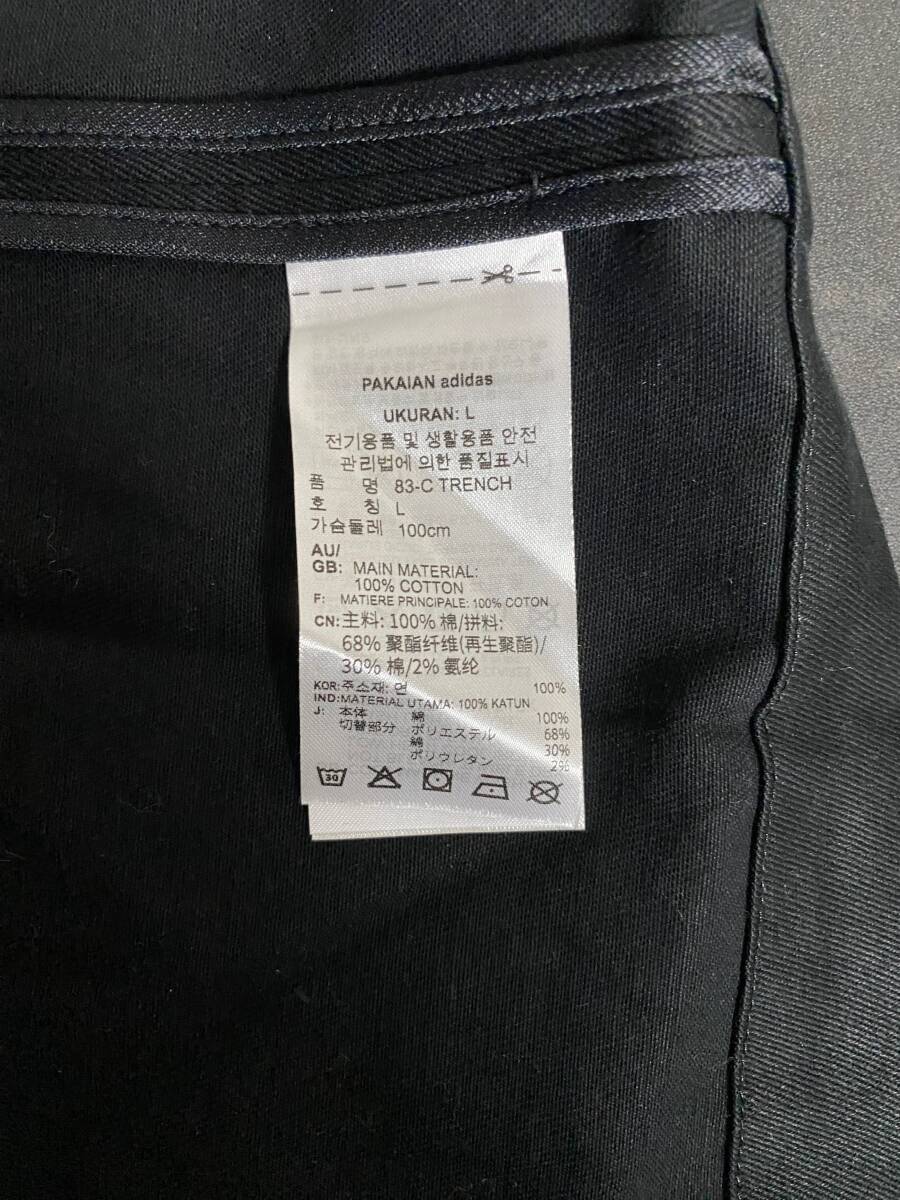 PAKAIAN adidas
UKURAN: L
전기용품 및 생활용품 안전
관리법에 의한 품질표시
품 명 83-C TRENCH
호 칭 L
가슴둘레 100cm
AU/
GB: MAIN MATERIAL:
100% COTTON
F: MATIERE PRINCIPALE: 100% COTON
CN: 主料: 100% 棉/拼料:
68% 聚酯纤维(再生聚酯)/
30% 棉/2% 氨纶
KOR: 주소재: 면 100%
IND: MATERIAL UTAMA: 100% KATUN
J: 本体 綿 100%
切替部分 ポリエステル 68%
綿 30%
ポリウレタン 2%
30